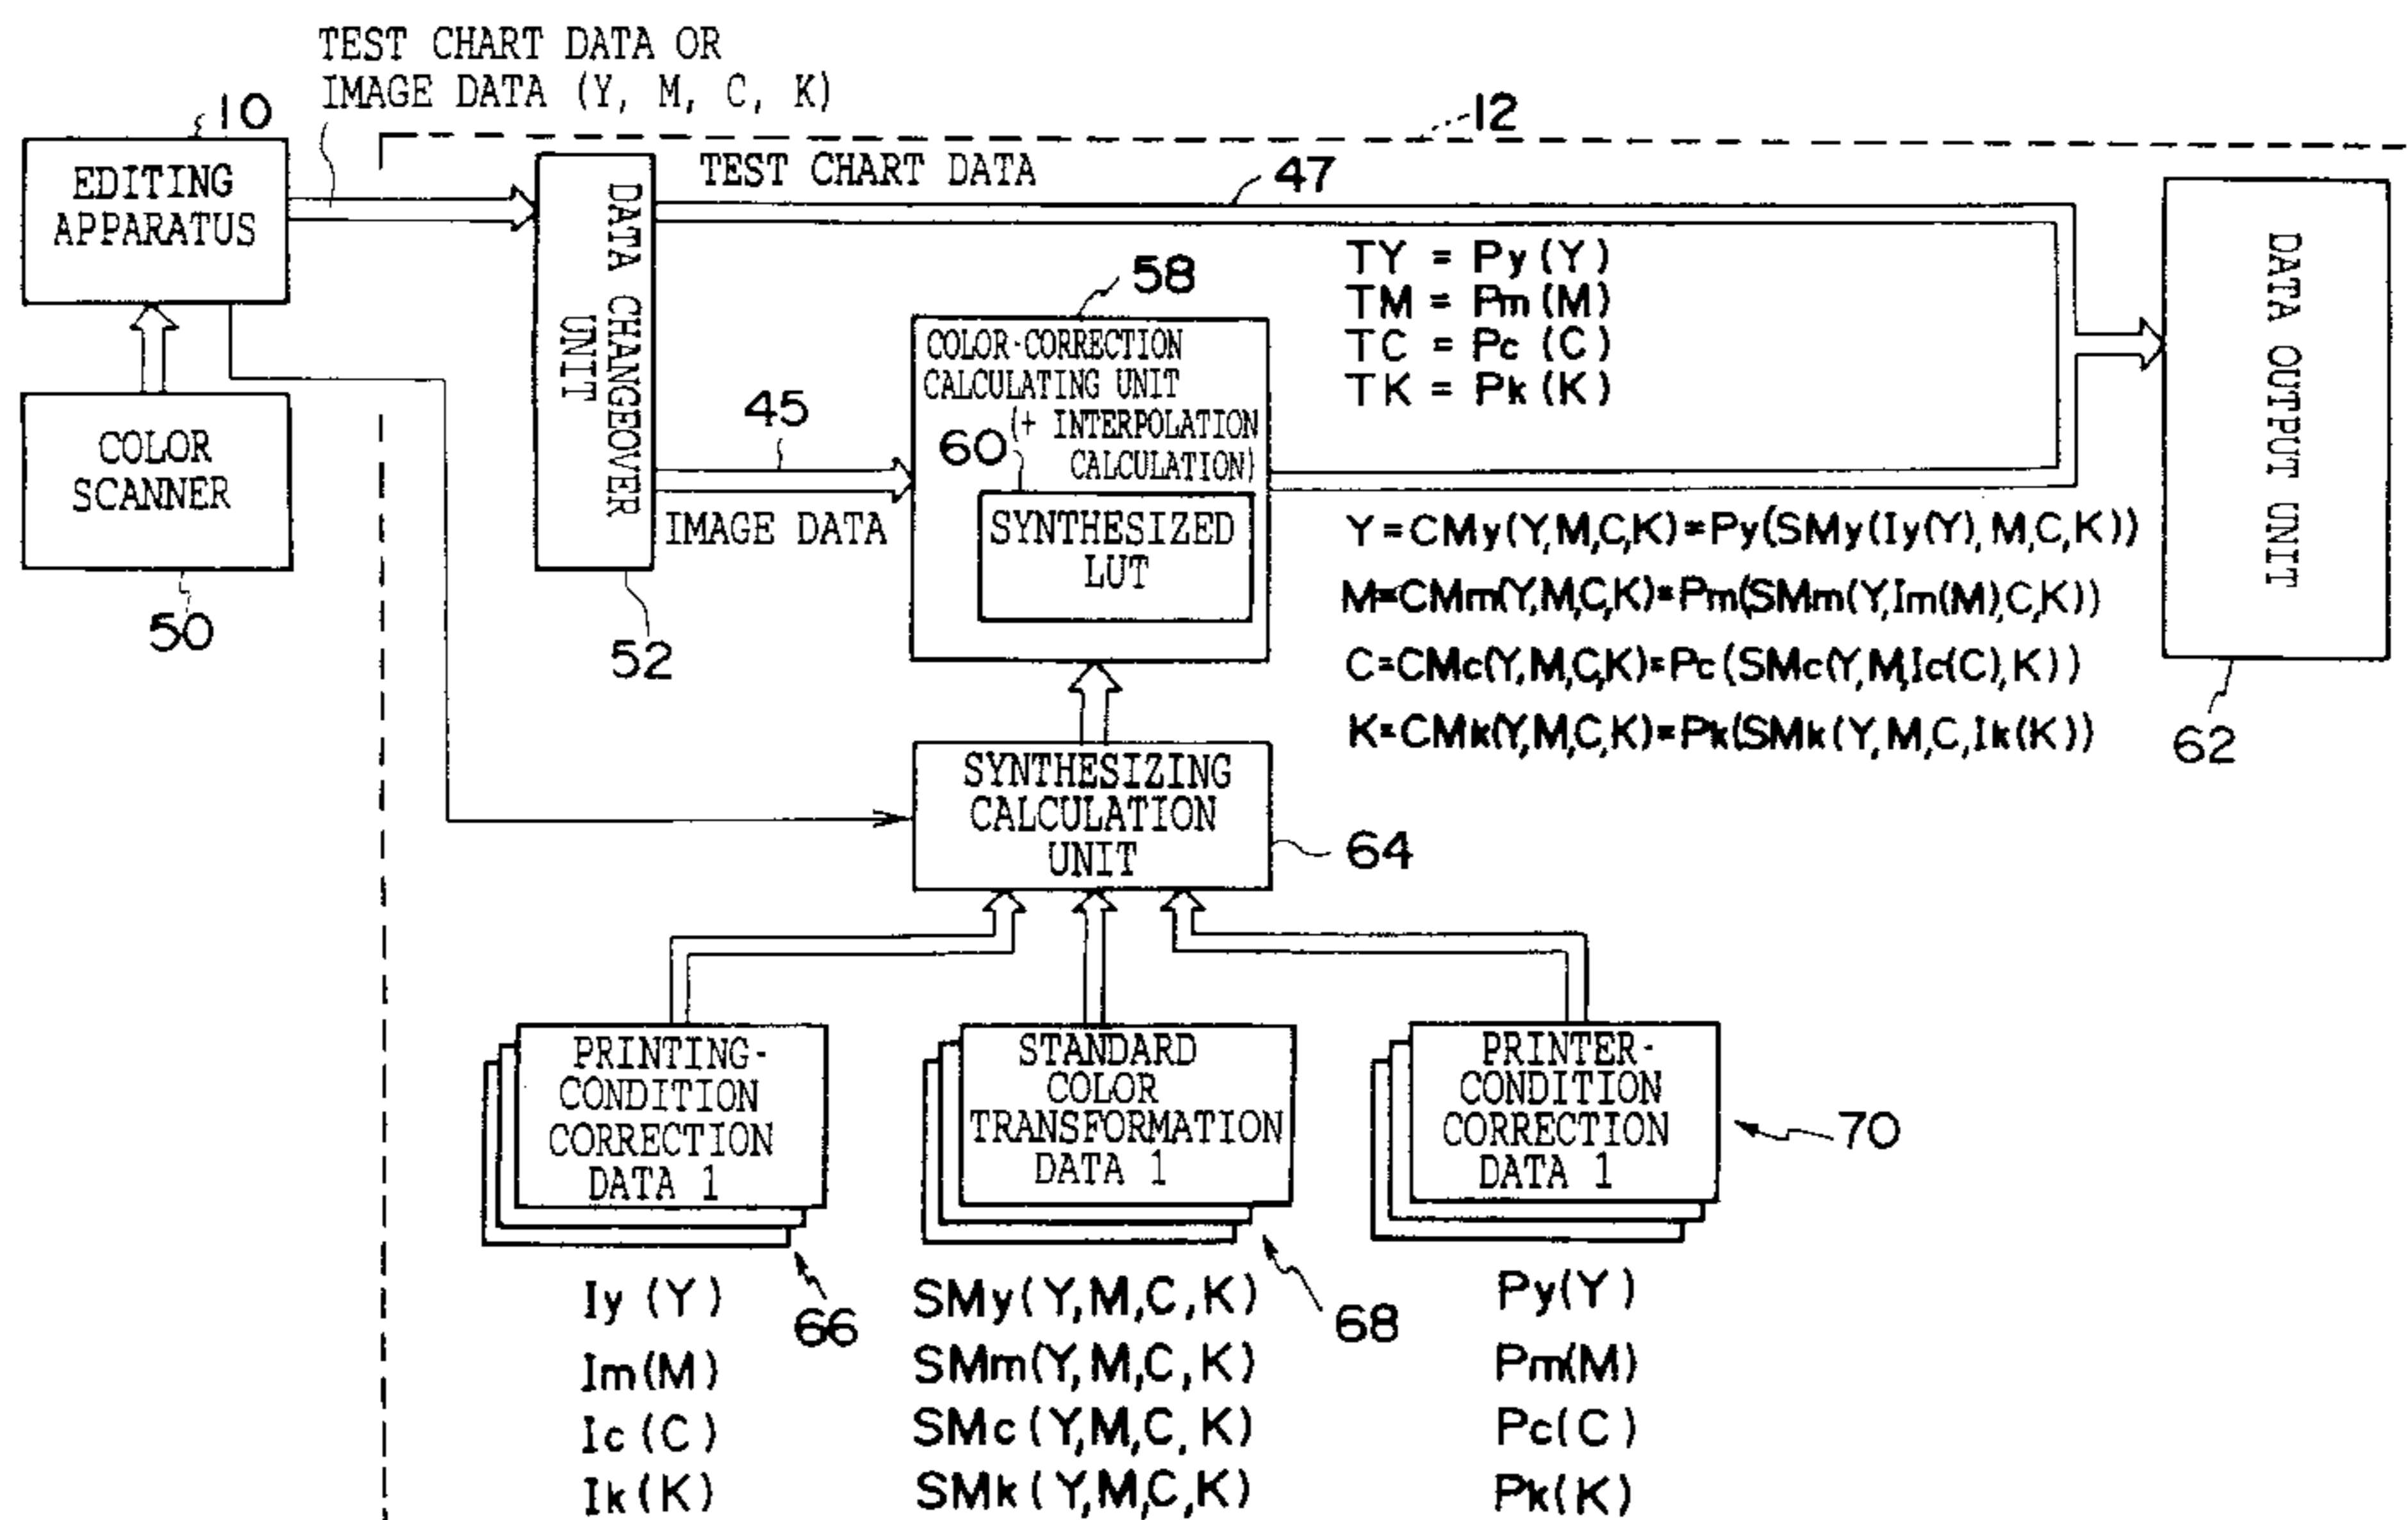 TEST CHART DATA OR
IMAGE DATA (Y, M, C, K)
10
12
EDITING
APPARATUS
COLOR
SCANNER
50
DATA CHANGEOVER
UNIT
52
TEST CHART DATA
47
TY = Py (Y)
TM = Pm (M)
TC = Pc (C)
TK = Pk (K)
58
COLOR-CORRECTION
CALCULATING UNIT
(+ INTERPOLATION
CALCULATION)
60
SYNTHESIZED
LUT
45
IMAGE DATA
Y=CMy(Y,M,C,K)=Py(SMy(Iy(Y),M,C,K))
M=CMm(Y,M,C,K)=Pm(SMm(Y,Im(M),C,K))
C=CMc(Y,M,C,K)=Pc(SMc(Y,M,Ic(C),K))
K=CMk(Y,M,C,K)=Pk(SMk(Y,M,C,Ik(K))
DATA OUTPUT UNIT
62
SYNTHESIZING
CALCULATION
UNIT
64
PRINTING-
CONDITION
CORRECTION
DATA 1
66
STANDARD
COLOR
TRANSFORMATION
DATA 1
68
PRINTER-
CONDITION
CORRECTION
DATA 1
70
Iy (Y)
Im(M)
Ic (C)
Ik (K)
SMy(Y,M,C,K)
SMm(Y,M,C,K)
SMc(Y,M,C,K)
SMk(Y,M,C,K)
Py(Y)
Pm(M)
Pc(C)
Pk(K)